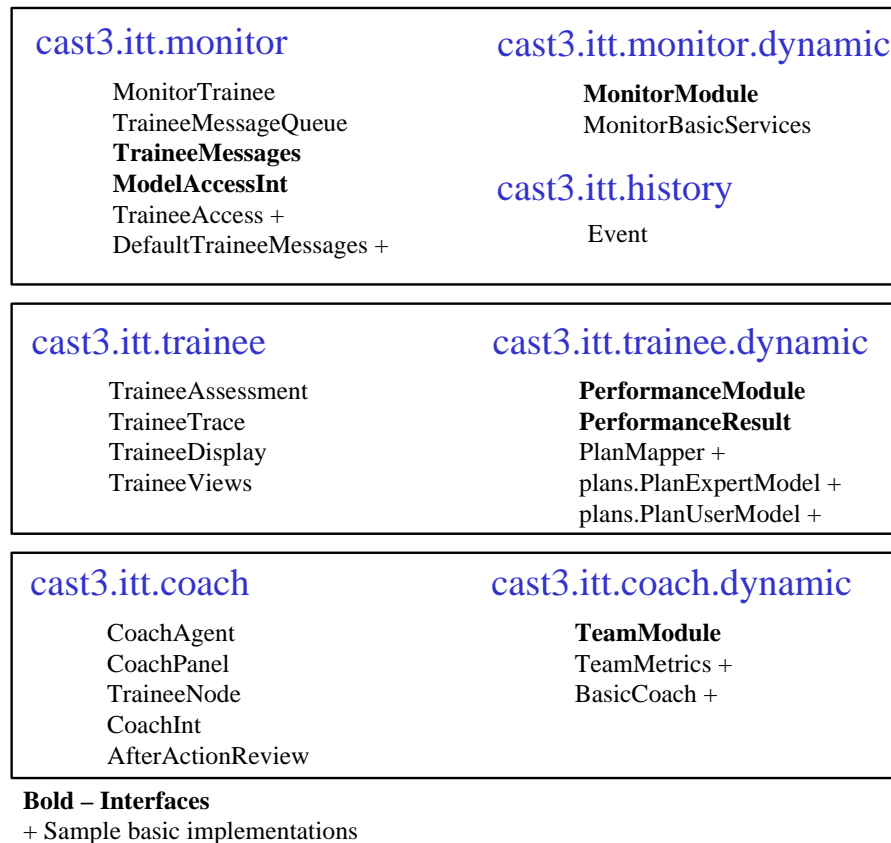 cast3.itt.monitor
MonitorTrainee
TraineeMessageQueue
TraineeMessages
ModelAccessInt
TraineeAccess +
DefaultTraineeMessages +
cast3.itt.monitor.dynamic
MonitorModule
MonitorBasicServices
cast3.itt.history
Event
cast3.itt.trainee
TraineeAssessment
TraineeTrace
TraineeDisplay
TraineeViews
cast3.itt.trainee.dynamic
PerformanceModule
PerformanceResult
PlanMapper +
plans.PlanExpertModel +
plans.PlanUserModel +
cast3.itt.coach
CoachAgent
CoachPanel
TraineeNode
CoachInt
AfterActionReview
cast3.itt.coach.dynamic
TeamModule
TeamMetrics +
BasicCoach +
Bold – Interfaces
+ Sample basic implementations